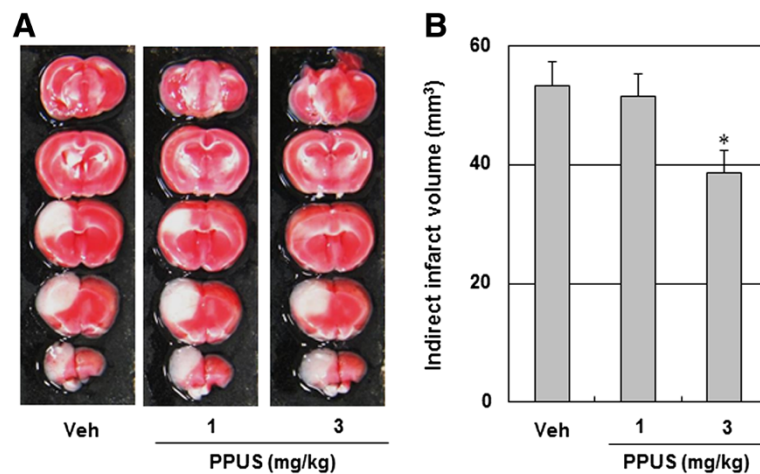 A
Veh
1
3
PPUS (mg/kg)
B
Indirect infarct volume (mm³)
60
40
20
0
*
Veh
1
3
PPUS (mg/kg)